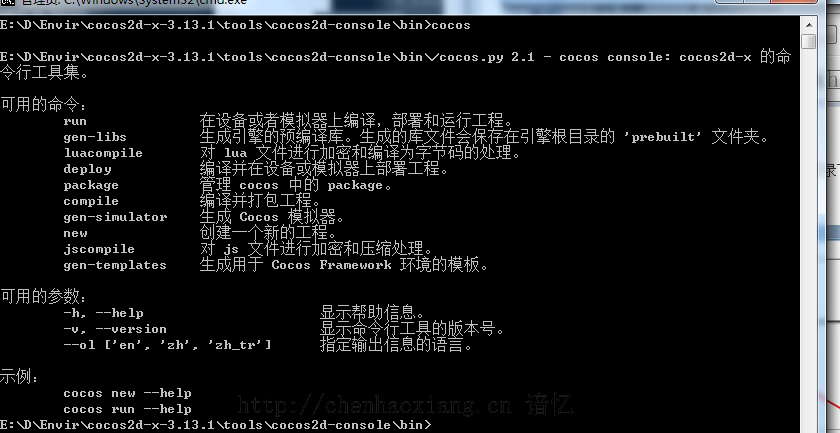 管理员: C:\Windows\System32\cmd.exe
E:\D\Envir\cocos2d-x-3.13.1\tools\cocos2d-console\bin>cocos
E:\D\Envir\cocos2d-x-3.13.1\tools\cocos2d-console\bin\/cocos.py 2.1 - cocos console: cocos2d-x 的命
令行工具集。
可用的命令:
run 在设备或者模拟器上编译，部署和运行工程。
gen-libs 生成引擎的预编译库。生成的库文件会保存在引擎根目录的 'prebuilt' 文件夹。
luacompile 对 lua 文件进行加密和编译为字节码的处理。
deploy 编译并在设备或模拟器上部署工程。
package 管理 cocos 中的 package。
compile 编译并打包工程。
gen-simulator 生成 Cocos 模拟器。
new 创建一个新的工程。
jscompile 对 js 文件进行加密和压缩处理。
gen-templates 生成用于 Cocos Framework 环境的模板。
可用的参数:
-h, --help 显示帮助信息。
-v, --version 显示命令行工具的版本号。
--ol ['en', 'zh', 'zh_tr'] 指定输出信息的语言。
示例:
cocos new --help
cocos run --help
http://chenhaoxiang.cn 谙忆
E:\D\Envir\cocos2d-x-3.13.1\tools\cocos2d-console\bin>